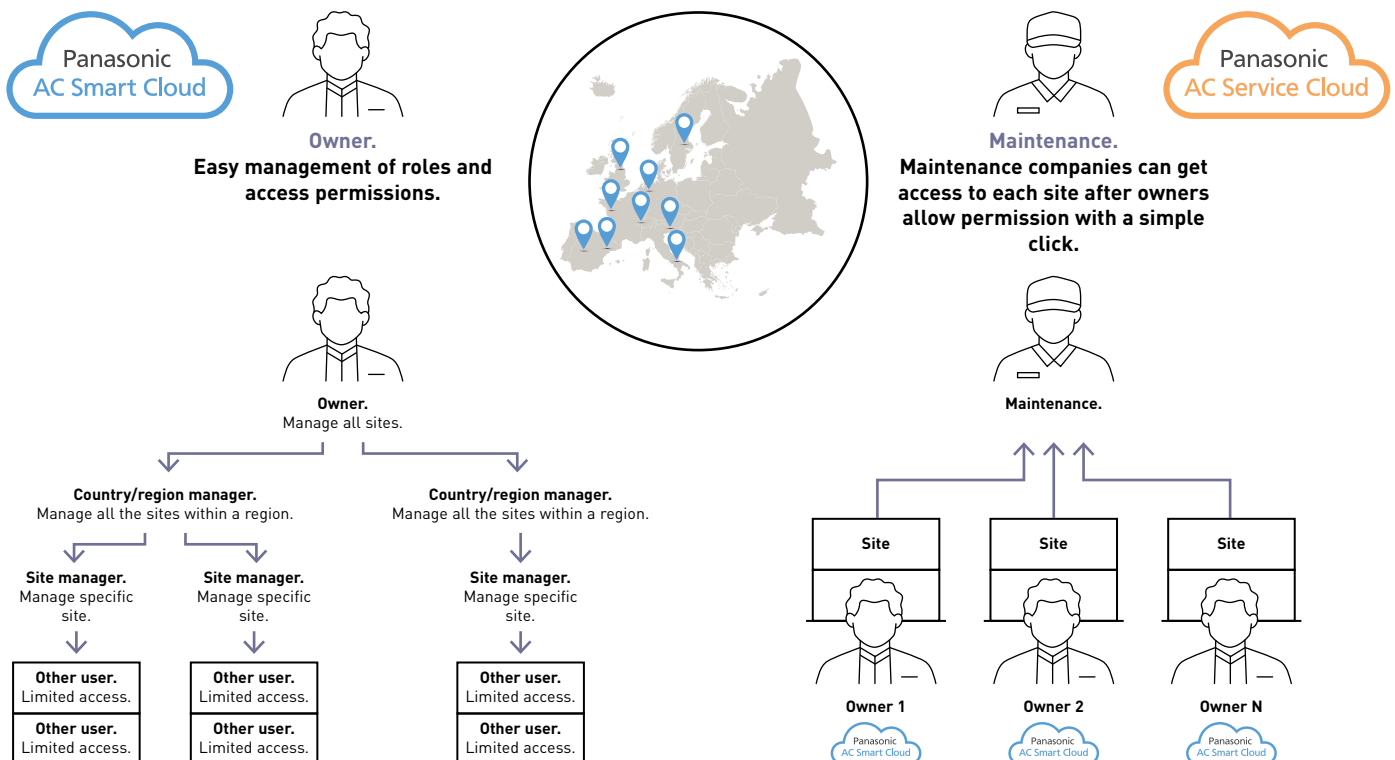 Panasonic
AC Smart Cloud
Owner.
Easy management of roles and
access permissions.
Panasonic
AC Service Cloud
Maintenance.
Maintenance companies can get
access to each site after owners
allow permission with a simple
click.
Owner.
Manage all sites.
Country/region manager.
Manage all the sites within a region.
Country/region manager.
Manage all the sites within a region.
Site manager.
Manage specific
site.
Site manager.
Manage specific
site.
Site manager.
Manage specific
site.
Other user.
Limited access.
Other user.
Limited access.
Other user.
Limited access.
Other user.
Limited access.
Other user.
Limited access.
Other user.
Limited access.
Maintenance.
Site
Site
Site
Owner 1
Owner 2
Owner N
Panasonic
AC Smart Cloud
Panasonic
AC Smart Cloud
Panasonic
AC Smart Cloud